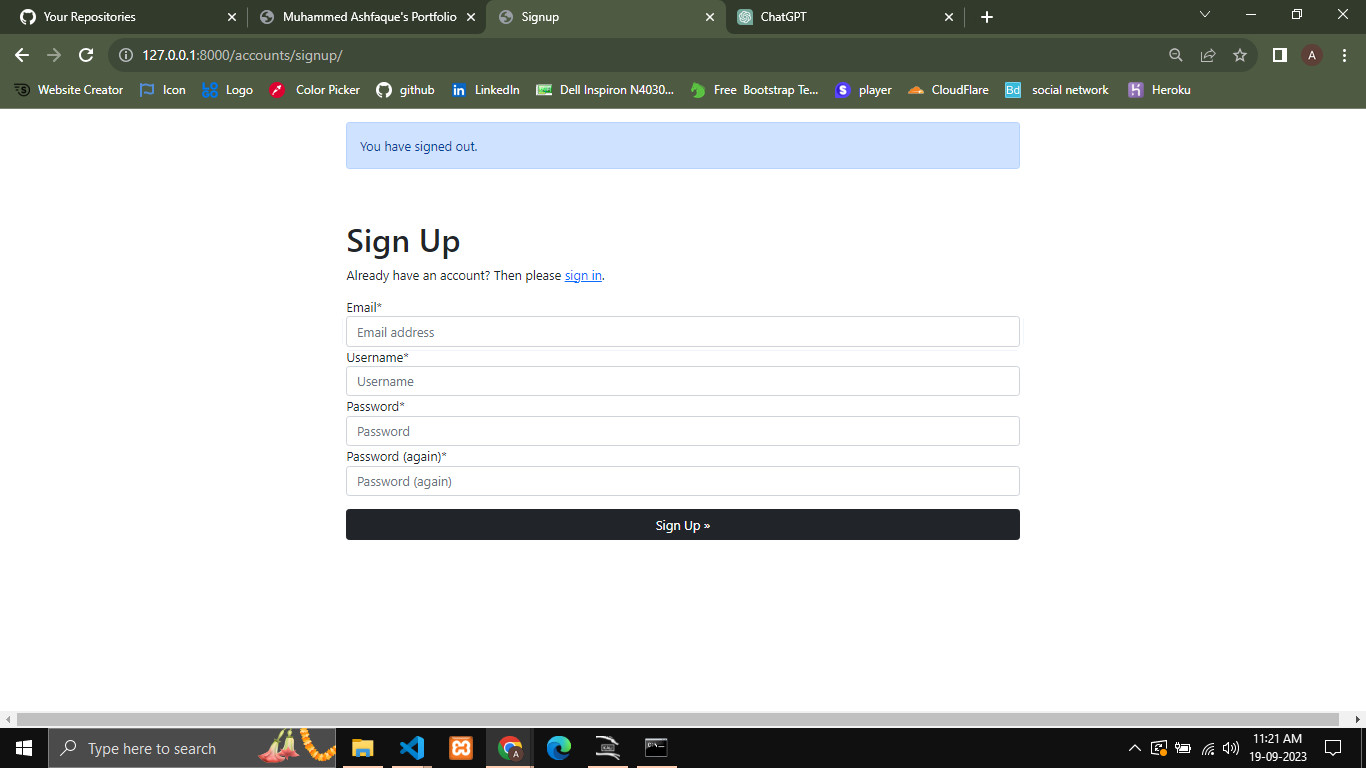 Your Repositories
Muhammed Ashfaque's Portfolio
Signup
ChatGPT
127.0.0.1:8000/accounts/signup/
A
Website Creator
Icon
Logo
Color Picker
github
LinkedIn
Dell Inspiron N4030...
Free Bootstrap Te...
player
CloudFlare
Bd
social network
Heroku
You have signed out.
Sign Up
Already have an account? Then please sign in.
Email*
Email address
Username*
Username
Password*
Password
Password (again)*
Password (again)
Sign Up »
Type here to search
11:21 AM
19-09-2023